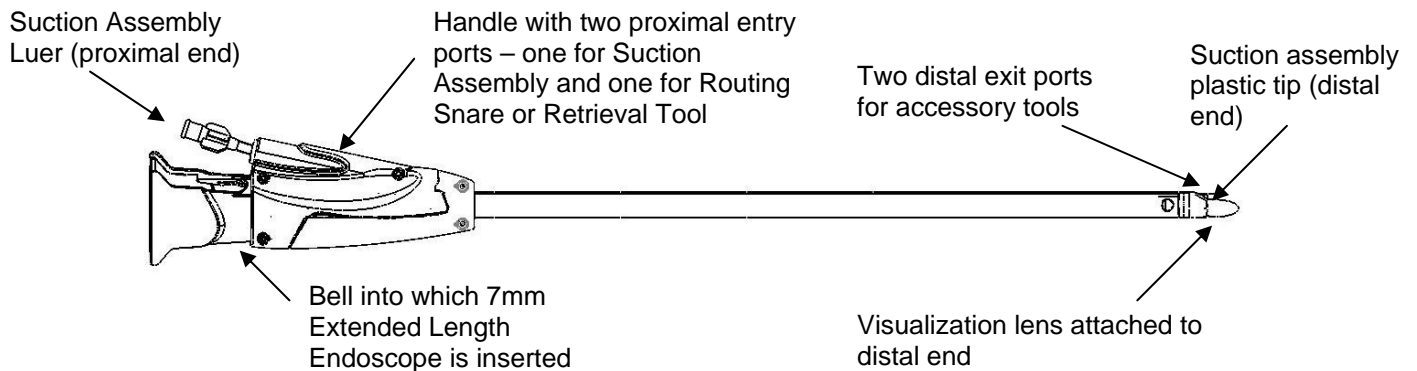 Suction Assembly
Luer (proximal end)
Handle with two proximal entry
ports – one for Suction
Assembly and one for Routing
Snare or Retrieval Tool
Two distal exit ports
for accessory tools
Suction assembly
plastic tip (distal
end)
Bell into which 7mm
Extended Length
Endoscope is inserted
Visualization lens attached to
distal end